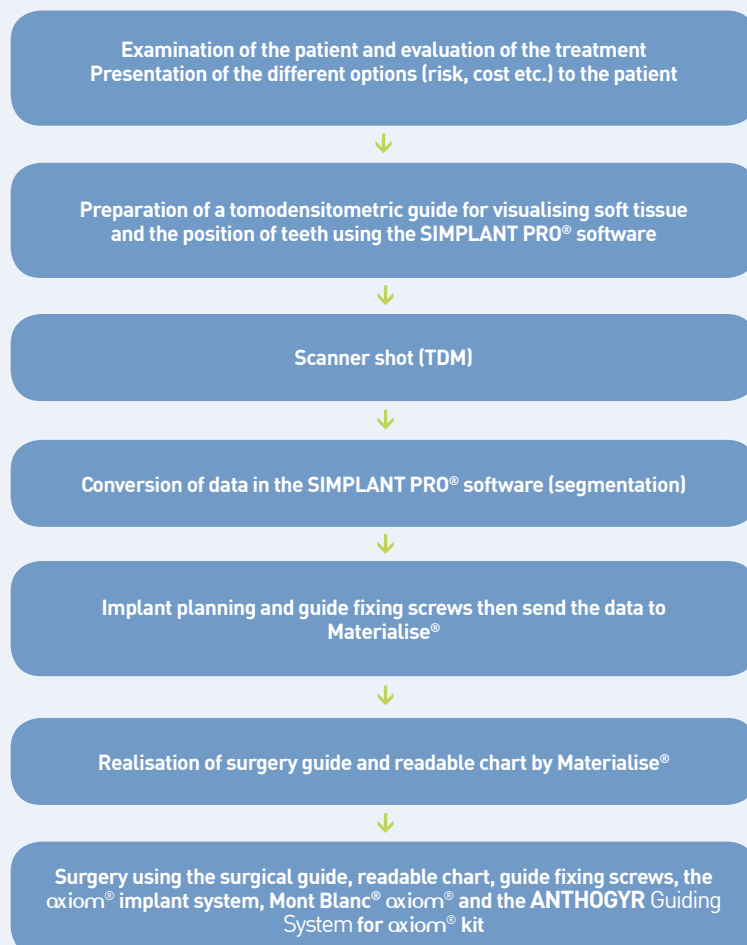 Examination of the patient and evaluation of the treatment
Presentation of the different options (risk, cost etc.) to the patient
Preparation of a tomodensitometric guide for visualising soft tissue
and the position of teeth using the SIMPLANT PRO® software
Scanner shot (TDM)
Conversion of data in the SIMPLANT PRO® software (segmentation)
Implant planning and guide fixing screws then send the data to
Materialise®
Realisation of surgery guide and readable chart by Materialise®
Surgery using the surgical guide, readable chart, guide fixing screws, the
axiom® implant system, Mont Blanc® axiom® and the ANTHOGYR Guiding
System for axiom® kit